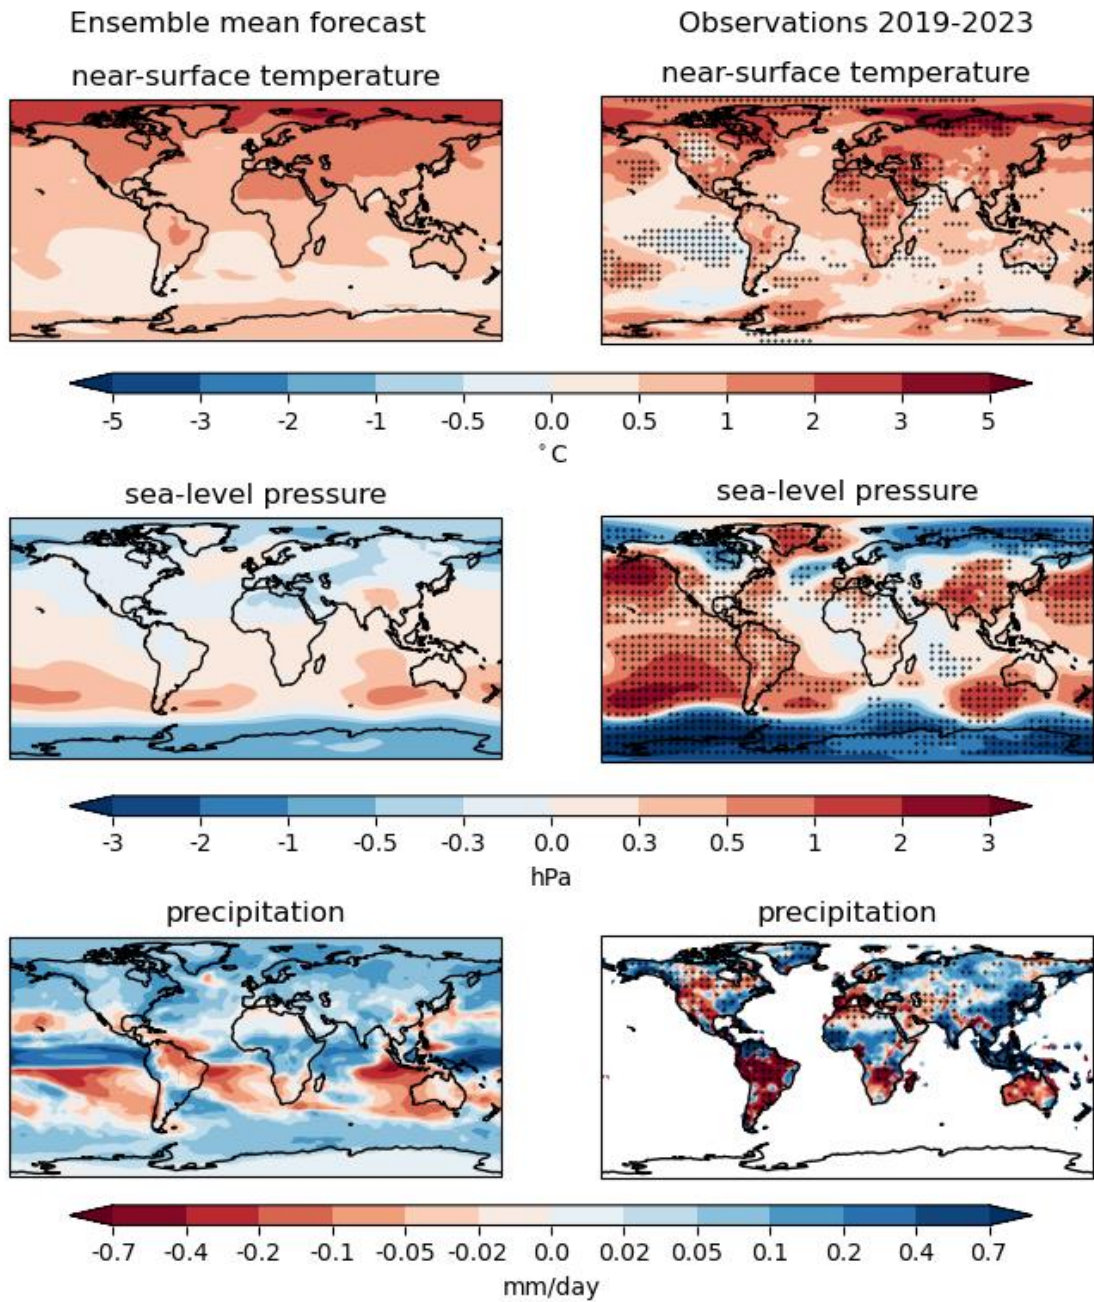 Ensemble mean forecast Observations 2019-2023
near-surface temperature near-surface temperature
-5 -3 -2 -1 -0.5 0.0 0.5 1 2 3 5
°C
sea-level pressure sea-level pressure
-3 -2 -1 -0.5 -0.3 0.0 0.3 0.5 1 2 3
hPa
precipitation precipitation
-0.7 -0.4 -0.2 -0.1 -0.05 -0.02 0.0 0.02 0.05 0.1 0.2 0.4 0.7
mm/day